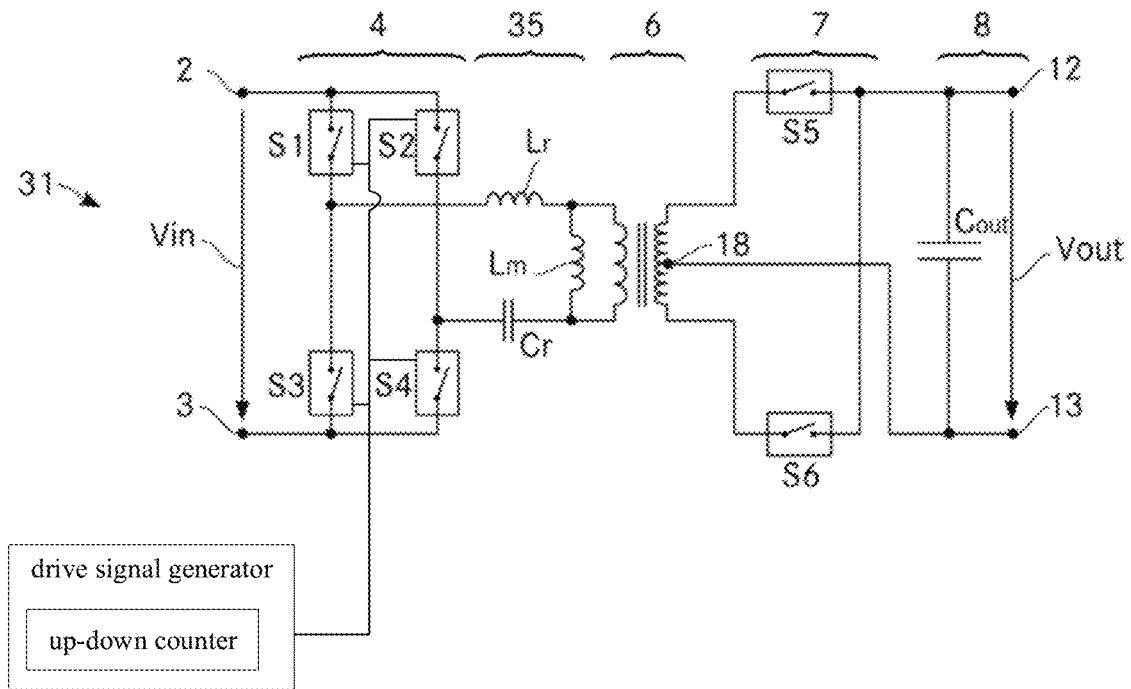 4 35 6 7 8
2 12
S1 S2 S5
31 Lr
Vin Lm 18 Cout Vout
Cr
S3 S4
3 13
S6
drive signal generator
up-down counter